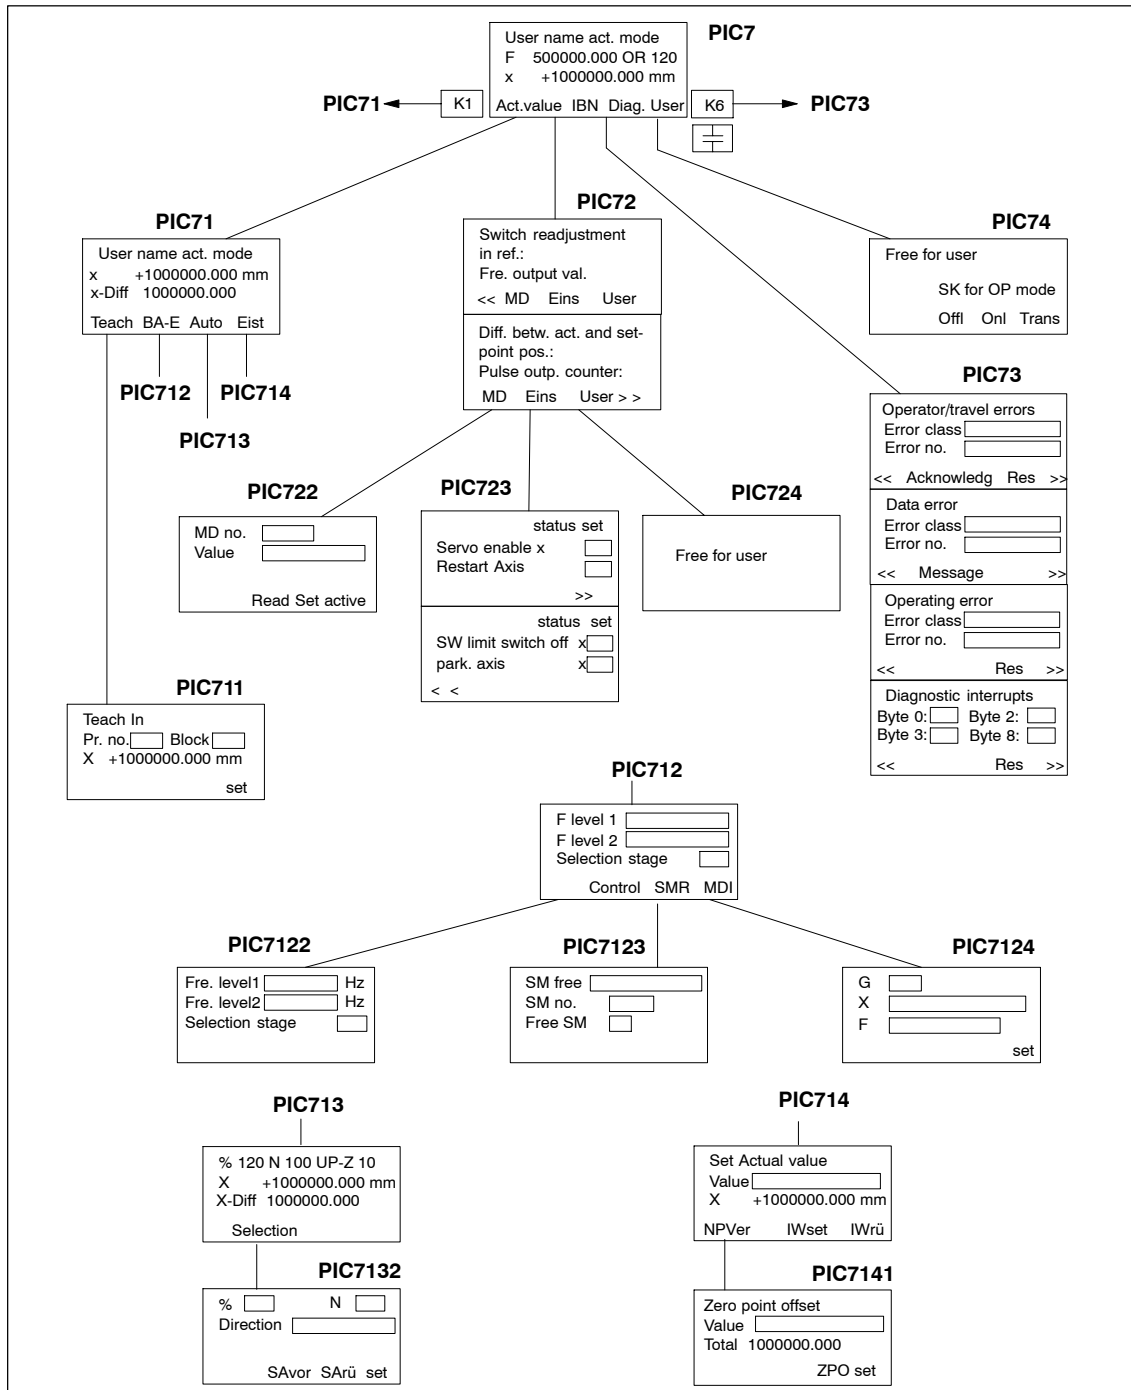 PIC7
User name act. mode
F 500000.000 OR 120
x +1000000.000 mm
Act.value IBN Diag. User
PIC71
K1
K6
PIC73
PIC71
User name act. mode
x +1000000.000 mm
x-Diff 1000000.000
Teach BA-E Auto Eist
PIC712
PIC714
PIC713
PIC72
Switch readjustment
in ref.:
Fre. output val.
<< MD Eins User
Diff. betw. act. and set-
point pos.:
Pulse outp. counter:
MD Eins User > >
PIC74
Free for user
SK for OP mode
Offl Onl Trans
PIC73
Operator/travel errors
Error class
Error no.
<< Acknowledg Res >>
Data error
Error class
Error no.
<< Message >>
Operating error
Error class
Error no.
<< Res >>
Diagnostic interrupts
Byte 0: Byte 2:
Byte 3: Byte 8:
<< Res >>
PIC722
MD no.
Value
Read Set active
PIC723
status set
Servo enable x
Restart Axis
>>
status set
SW limit switch off x
park. axis x
< <
PIC724
Free for user
PIC711
Teach In
Pr. no. Block
X +1000000.000 mm
set
PIC712
F level 1
F level 2
Selection stage
Control SMR MDI
PIC7122
Fre. level1 Hz
Fre. level2 Hz
Selection stage
PIC7123
SM free
SM no.
Free SM
PIC7124
G
X
F
set
PIC713
% 120 N 100 UP-Z 10
X +1000000.000 mm
X-Diff 1000000.000
Selection
PIC7132
% N
Direction
SAvor SArü set
PIC714
Set Actual value
Value
X +1000000.000 mm
NPVer IWset IWrü
PIC7141
Zero point offset
Value
Total 1000000.000
ZPO set